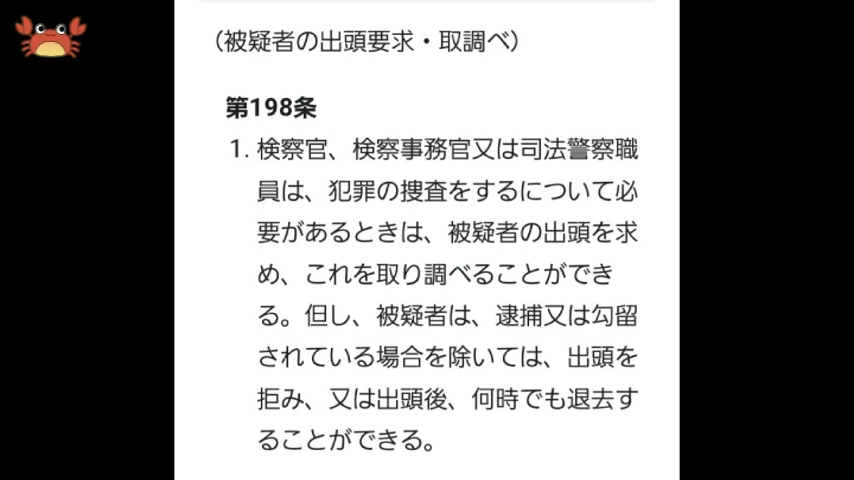 （被疑者の出頭要求・取調べ）
第198条
1. 検察官、検察事務官又は司法警察職
員は、犯罪の捜査をするについて必
要があるときは、被疑者の出頭を求
め、これを取り調べることができ
る。但し、被疑者は、逮捕又は勾留
されている場合を除いては、出頭を
拒み、又は出頭後、何時でも退去す
ることができる。